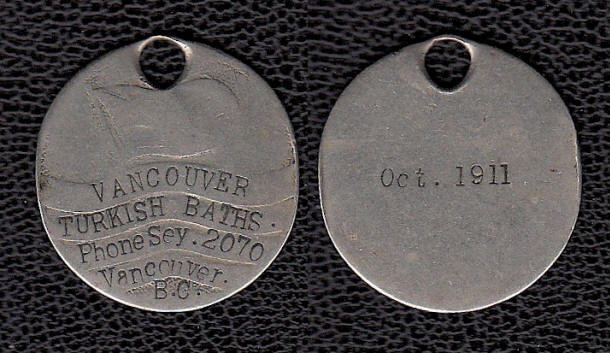 VANCOUVER
TURKISH BATHS.
Phone Sey. 2070
Vancouver.
B.C.
Oct. 1911